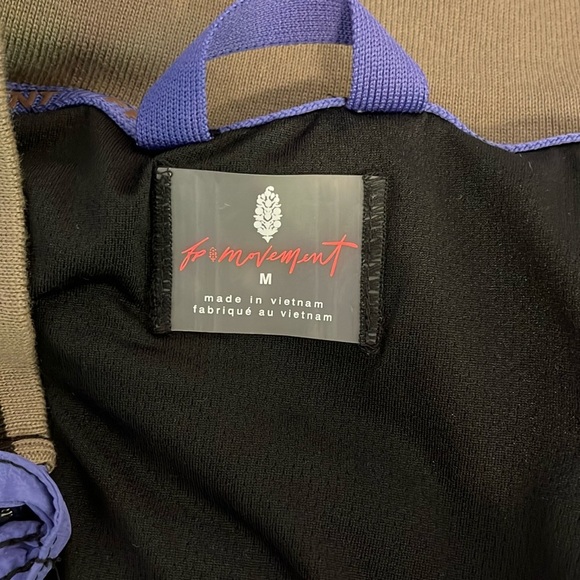 fp movement
M
made in vietnam
fabriqué au vietnam